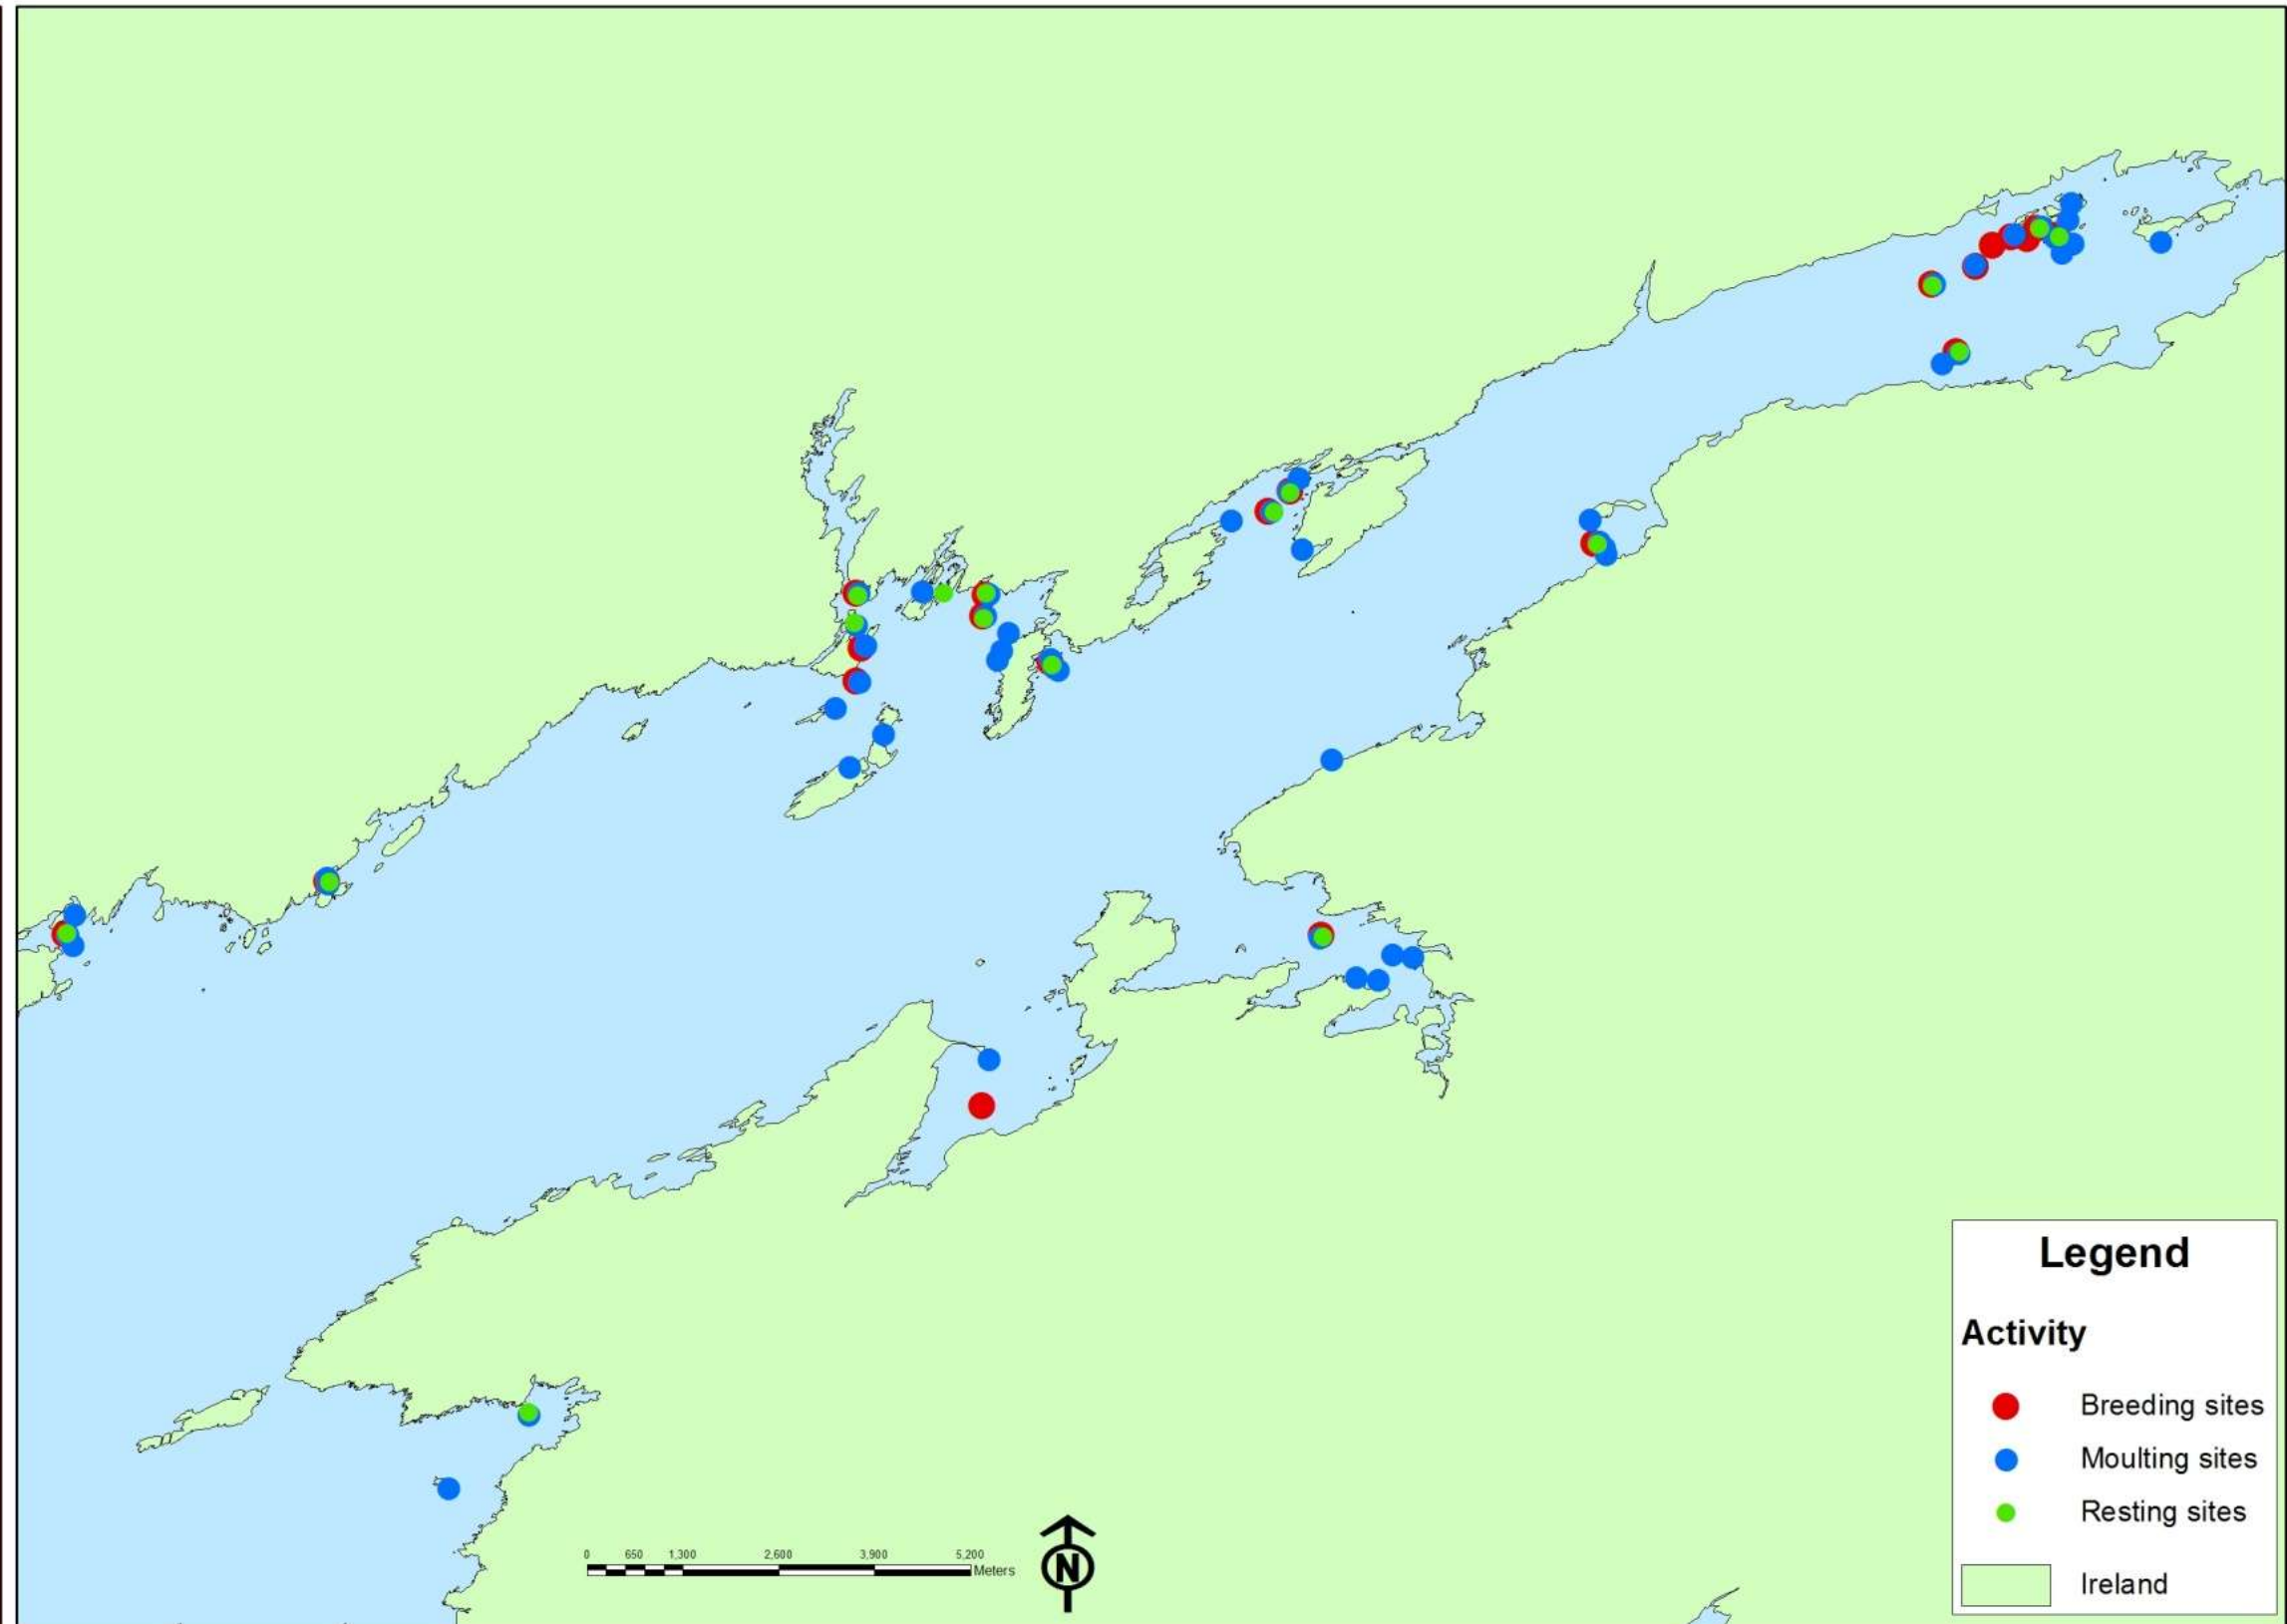 Legend
Activity
Breeding sites
Moulting sites
Resting sites
Ireland
0 650 1,300 2,600 3,900 5,200
Meters
N